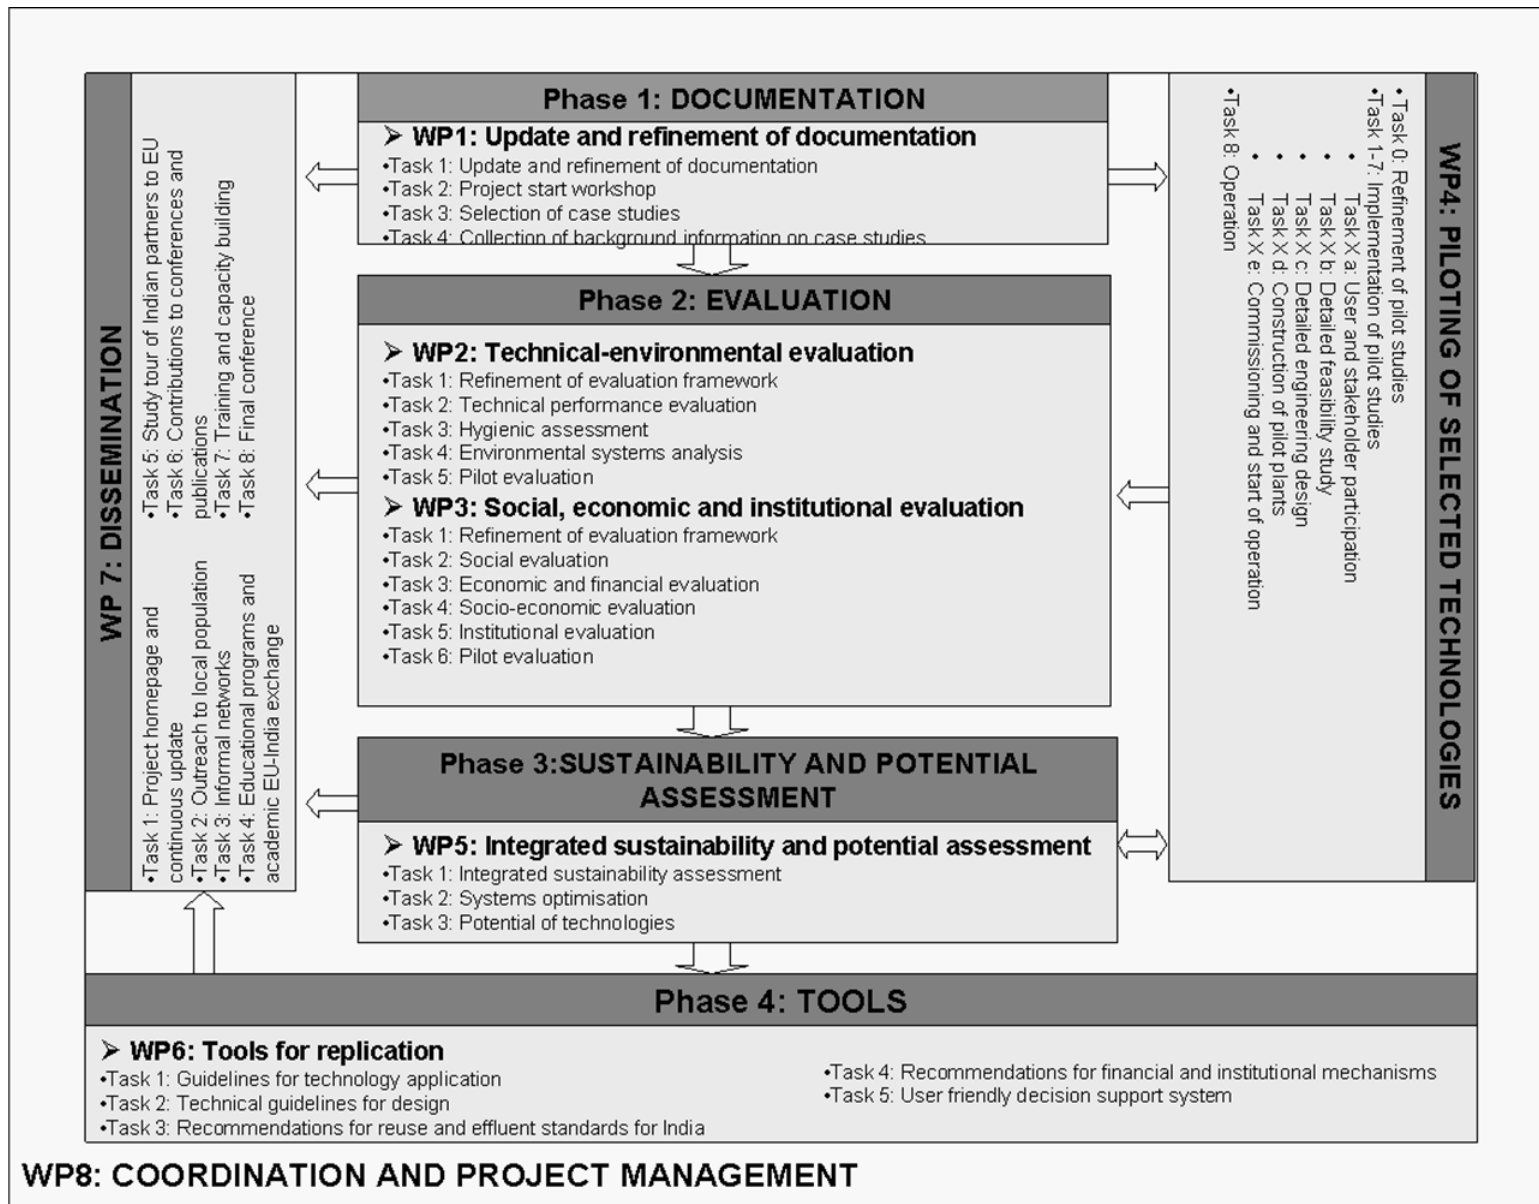 Phase 1: DOCUMENTATION
➤ WP1: Update and refinement of documentation
•Task 1: Update and refinement of documentation
•Task 2: Project start workshop
•Task 3: Selection of case studies
•Task 4: Collection of background information on case studies
Phase 2: EVALUATION
➤ WP2: Technical-environmental evaluation
•Task 1: Refinement of evaluation framework
•Task 2: Technical performance evaluation
•Task 3: Hygienic assessment
•Task 4: Environmental systems analysis
•Task 5: Pilot evaluation
➤ WP3: Social, economic and institutional evaluation
•Task 1: Refinement of evaluation framework
•Task 2: Social evaluation
•Task 3: Economic and financial evaluation
•Task 4: Socio-economic evaluation
•Task 5: Institutional evaluation
•Task 6: Pilot evaluation
Phase 3:SUSTAINABILITY AND POTENTIAL
ASSESSMENT
➤ WP5: Integrated sustainability and potential assessment
•Task 1: Integrated sustainability assessment
•Task 2: Systems optimisation
•Task 3: Potential of technologies
WP 7: DISSEMINATION
•Task 1: Project homepage and
continuous update
•Task 2: Outreach to local population
•Task 3: Informal networks
•Task 4: Educational programs and
academic EU-India exchange
•Task 5: Study tour of Indian partners to EU
•Task 6: Contributions to conferences and
publications
•Task 7: Training and capacity building
•Task 8: Final conference
WP4: PILOTING OF SELECTED TECHNOLOGIES
•Task 0: Refinement of pilot studies
•Task 1-7: Implementation of pilot studies
• Task X a: User and stakeholder participation
• Task X b: Detailed feasibility study
• Task X c: Detailed engineering design
• Task X d: Construction of pilot plants
• Task X e: Commissioning and start of operation
•Task 8: Operation
Phase 4: TOOLS
➤ WP6: Tools for replication
•Task 1: Guidelines for technology application
•Task 2: Technical guidelines for design
•Task 3: Recommendations for reuse and effluent standards for India
•Task 4: Recommendations for financial and institutional mechanisms
•Task 5: User friendly decision support system
WP8: COORDINATION AND PROJECT MANAGEMENT